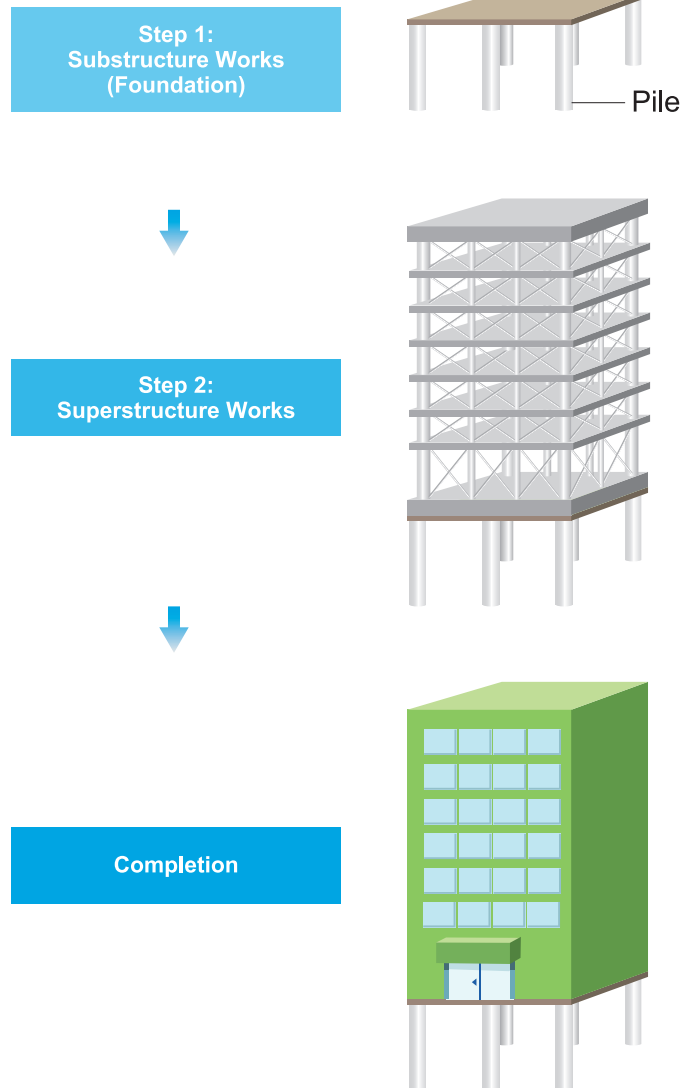 Step 1:
Substructure Works
(Foundation)
Pile
Step 2:
Superstructure Works
Completion